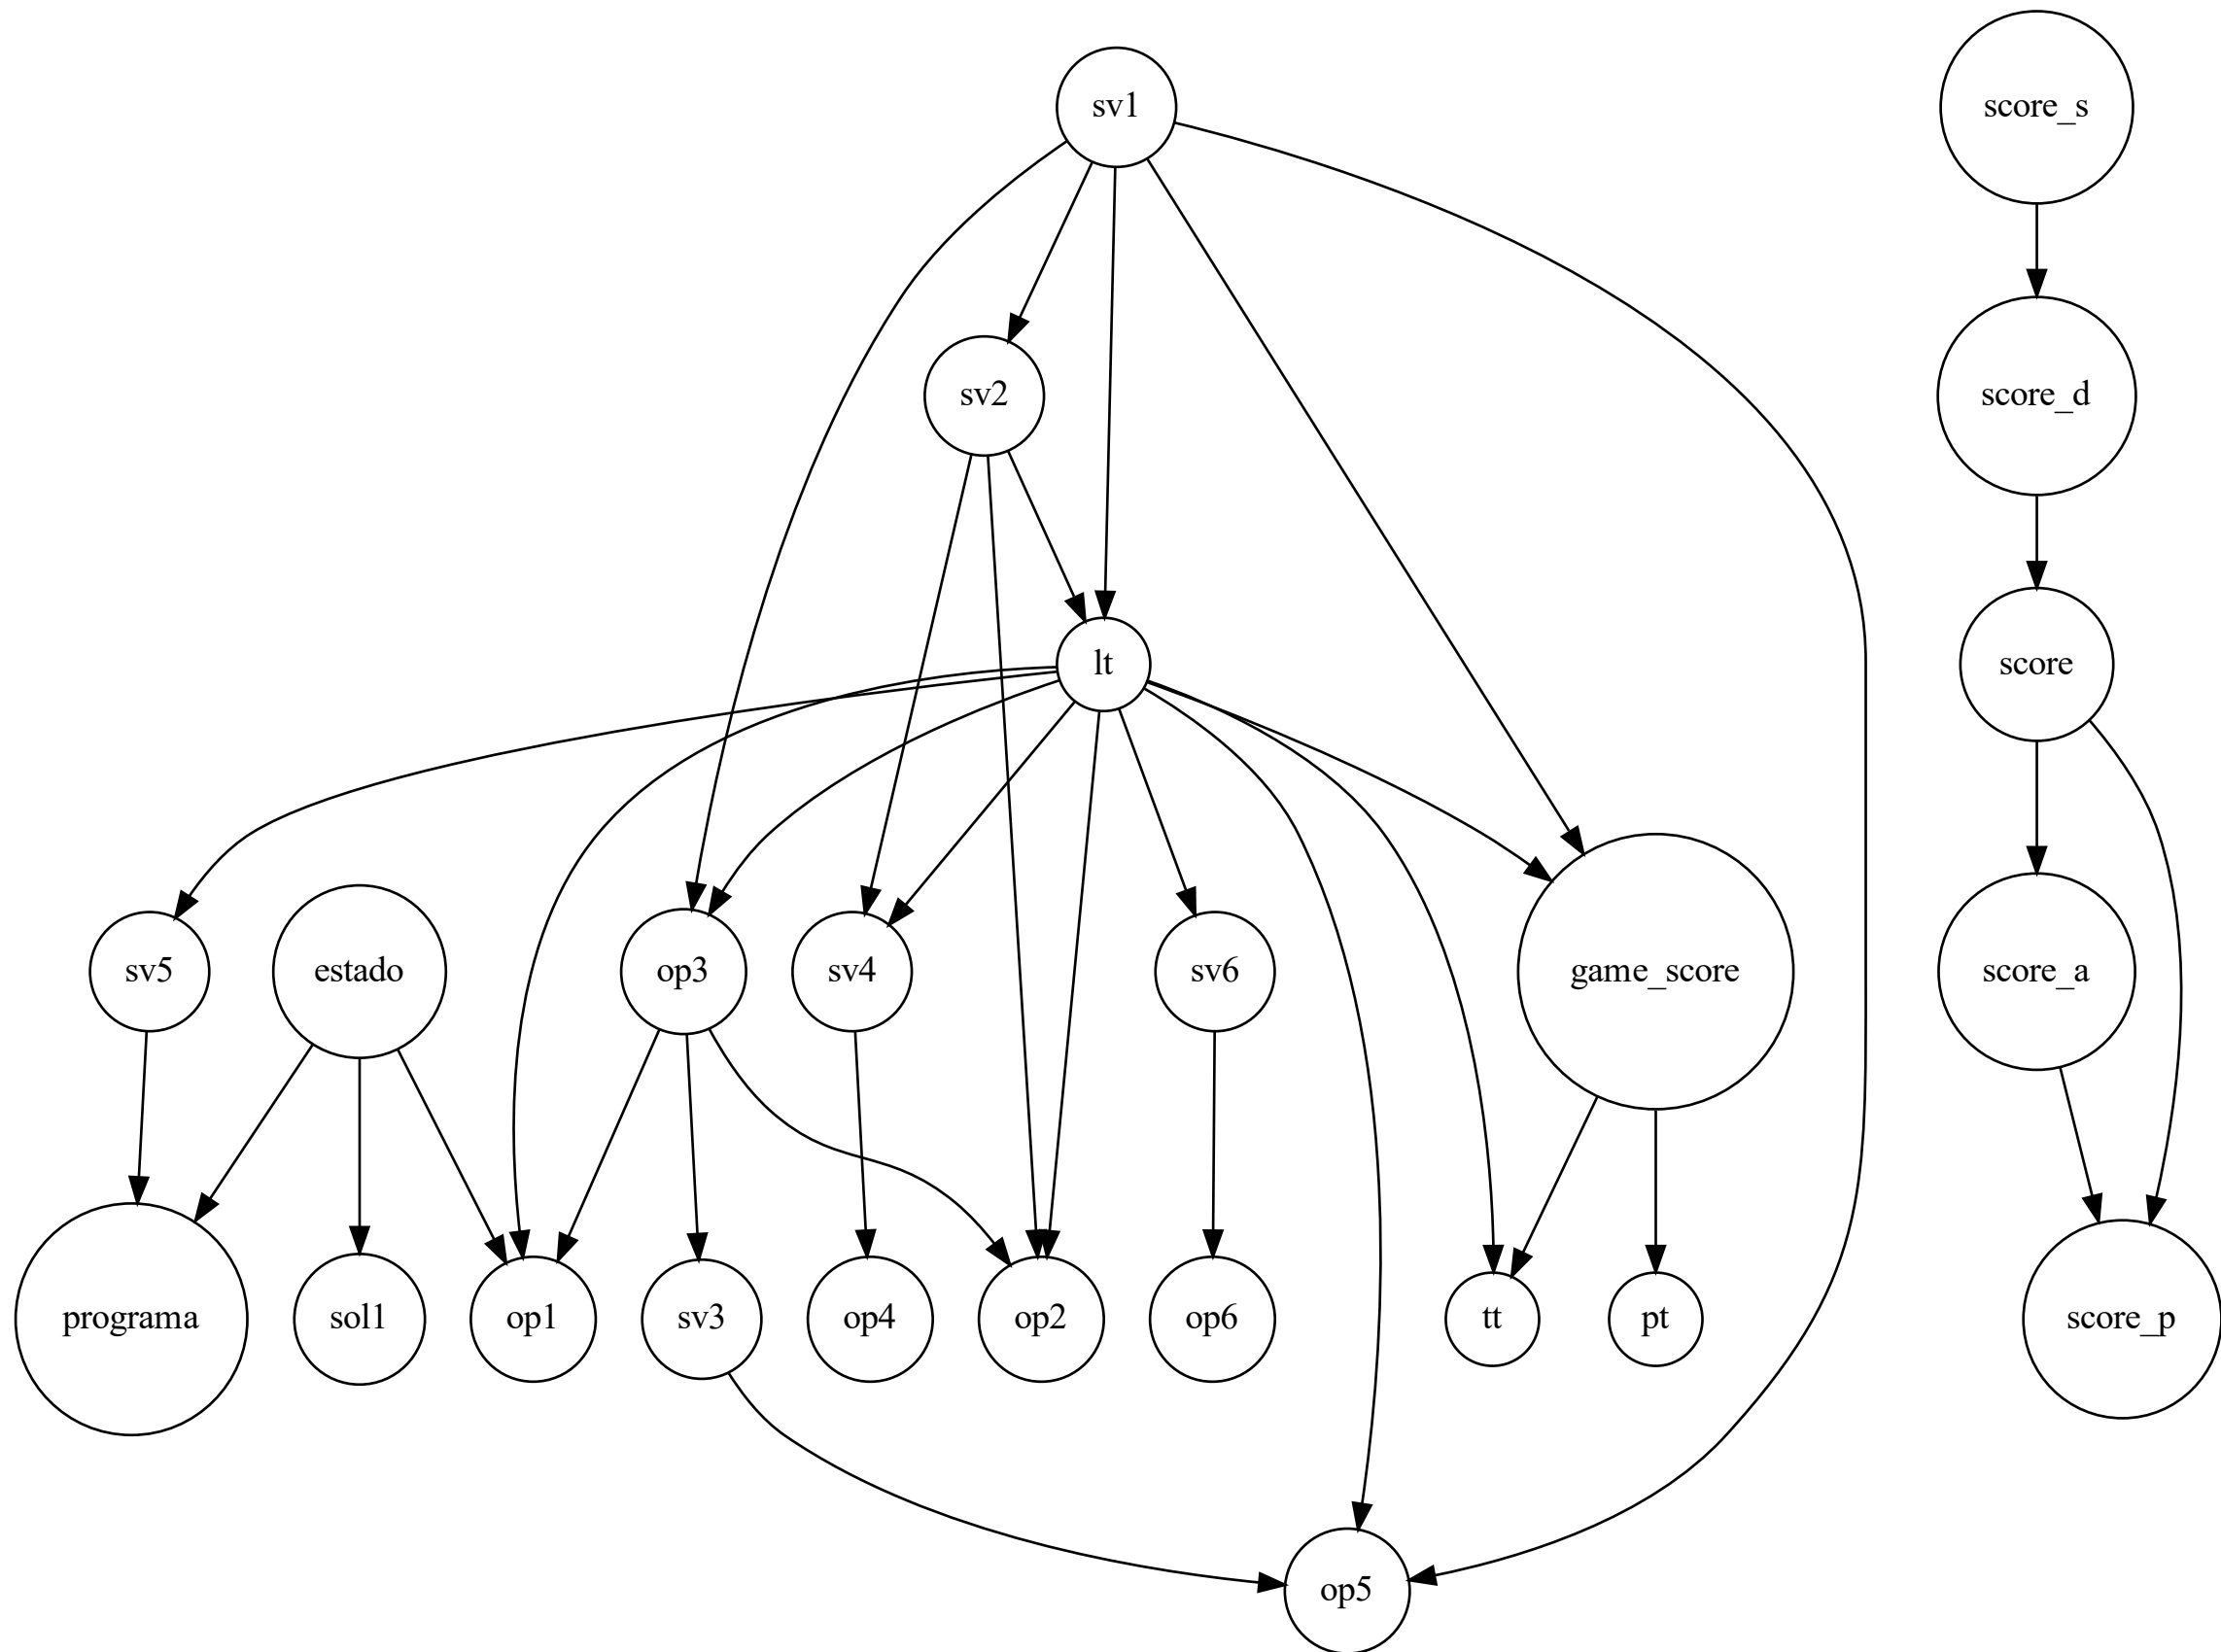 sv1
score_s
sv2
score_d
lt
score
sv5
estado
op3
sv4
sv6
game_score
score_a
programa
sol1
op1
sv3
op4
op2
op6
tt
pt
score_p
op5